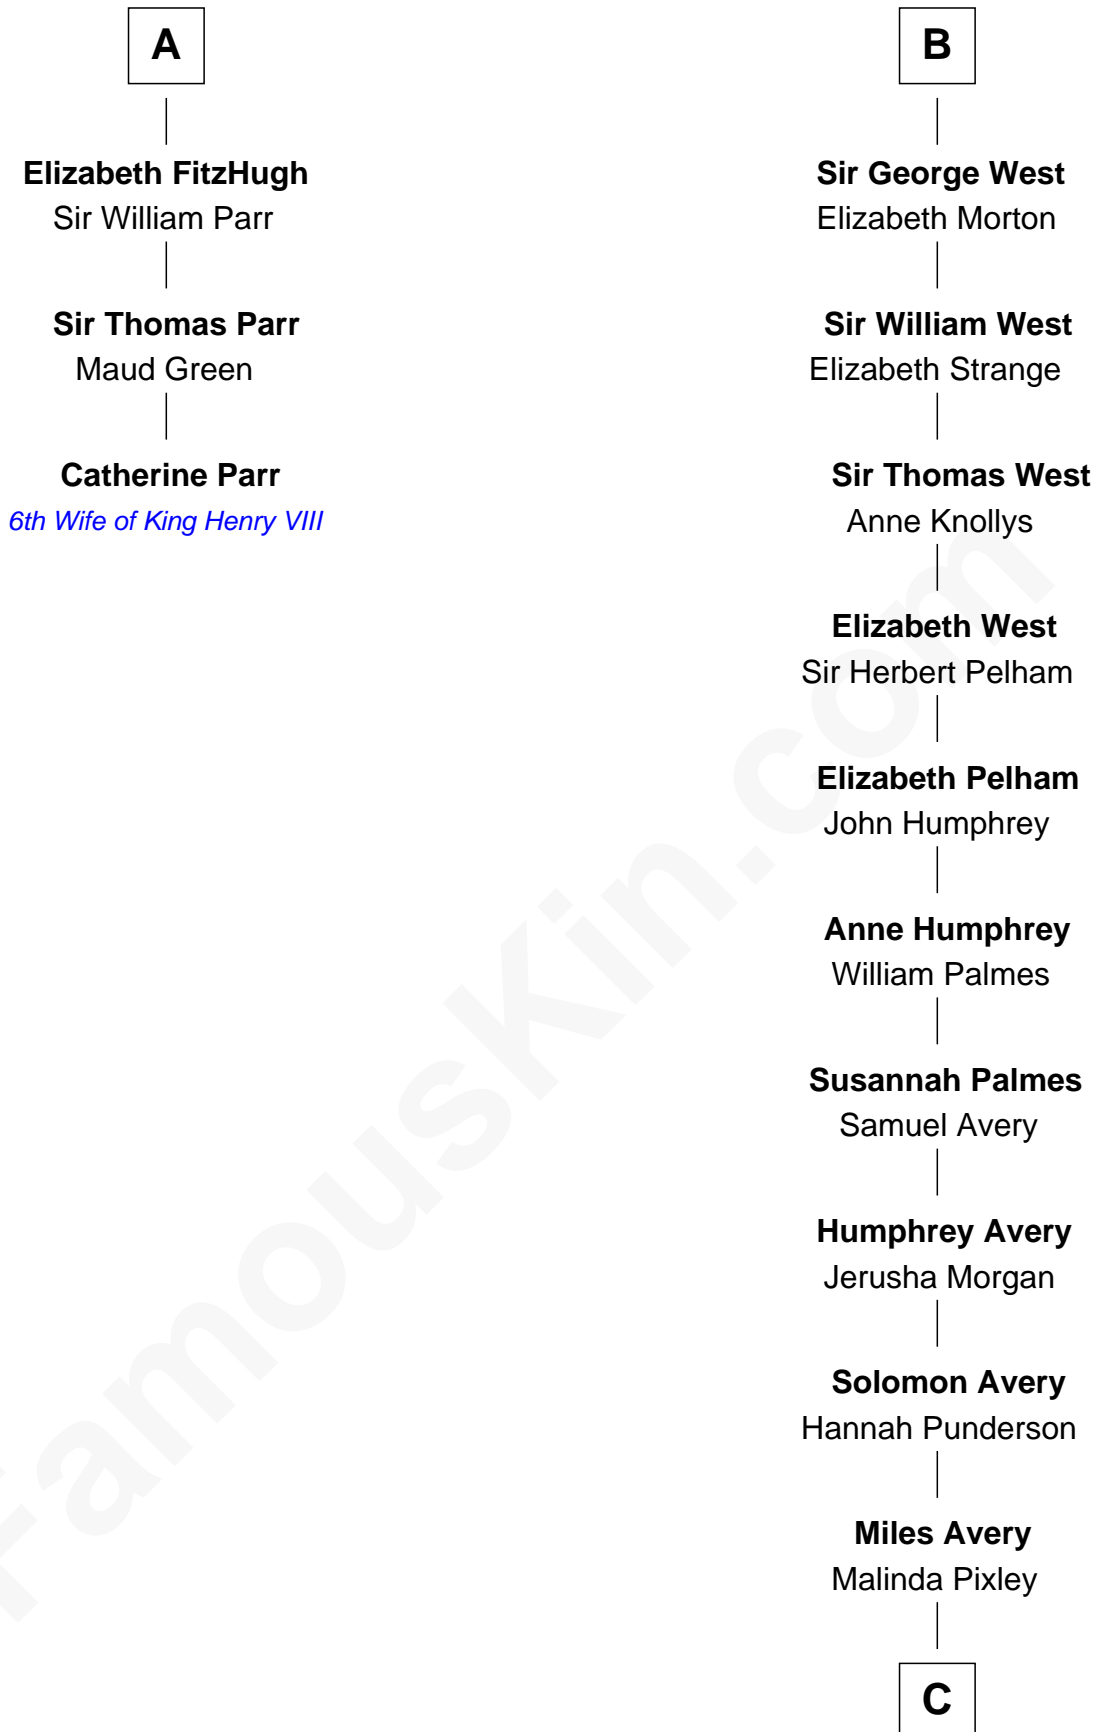 A
Elizabeth FitzHugh
Sir William Parr
Sir Thomas Parr
Maud Green
Catherine Parr
6th Wife of King Henry VIII
B
Sir George West
Elizabeth Morton
Sir William West
Elizabeth Strange
Sir Thomas West
Anne Knollys
Elizabeth West
Sir Herbert Pelham
Elizabeth Pelham
John Humphrey
Anne Humphrey
William Palmes
Susannah Palmes
Samuel Avery
Humphrey Avery
Jerusha Morgan
Solomon Avery
Hannah Punderson
Miles Avery
Malinda Pixley
C
FamousKin.com